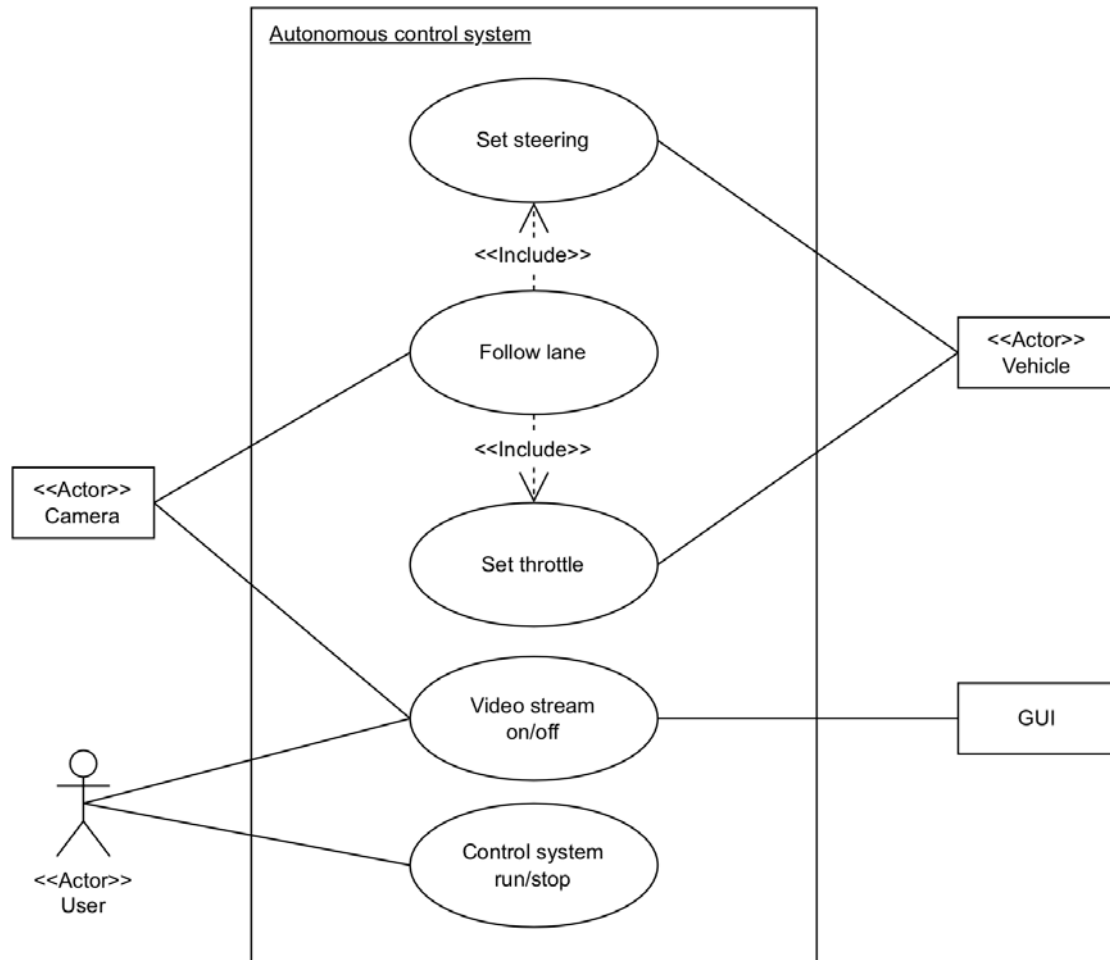 Autonomous control system
Set steering
<<Include>>
Follow lane
<<Actor>>
Vehicle
<<Include>>
<<Actor>>
Camera
Set throttle
Video stream
on/off
GUI
Control system
run/stop
<<Actor>>
User